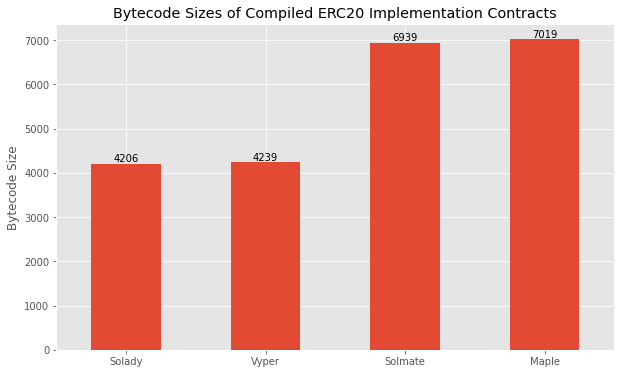 Bytecode Sizes of Compiled ERC20 Implementation Contracts
Bytecode Size
7000
6000
5000
4000
3000
2000
1000
0
4206
4239
6939
7019
Solady
Vyper
Solmate
Maple